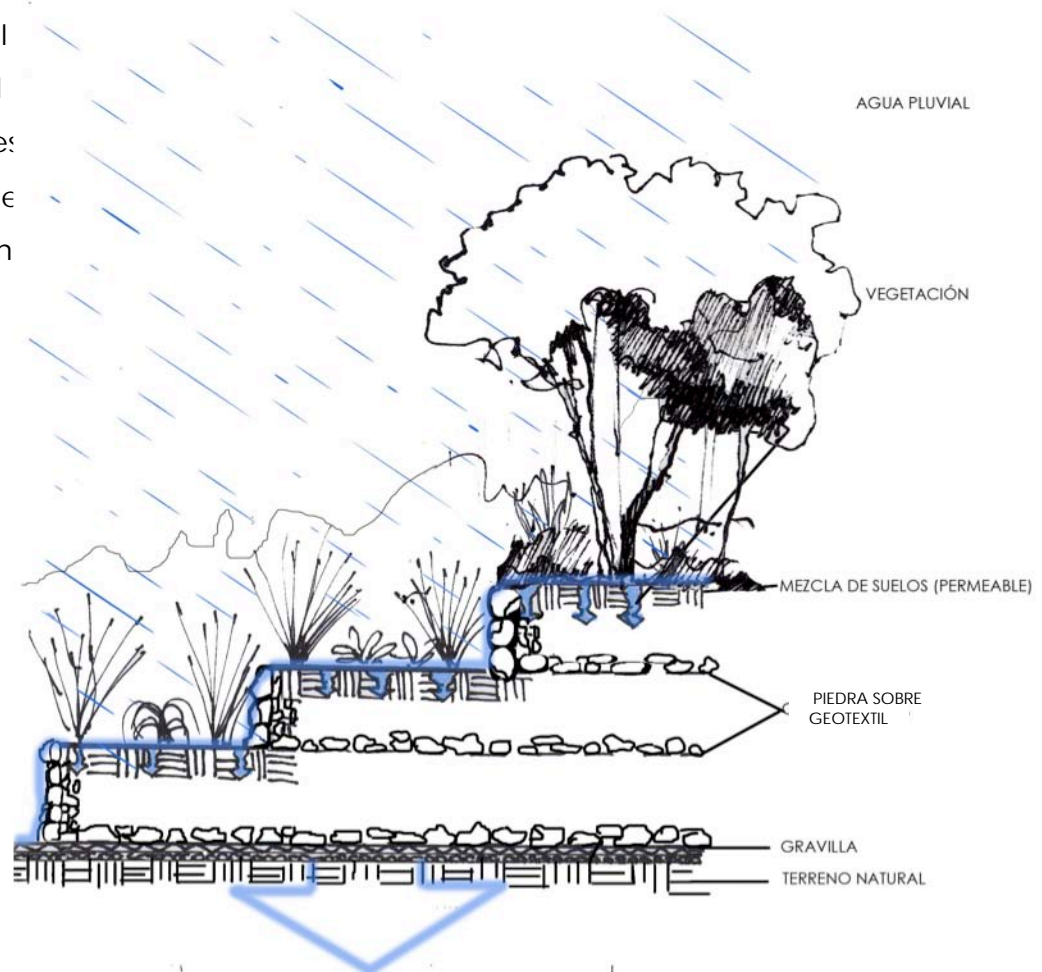 AGUA PLUVIAL
VEGETACIÓN
MEZCLA DE SUELOS (PERMEABLE)
PIEDRA SOBRE
GEOTEXTIL
GRAVILLA
TERRENO NATURAL